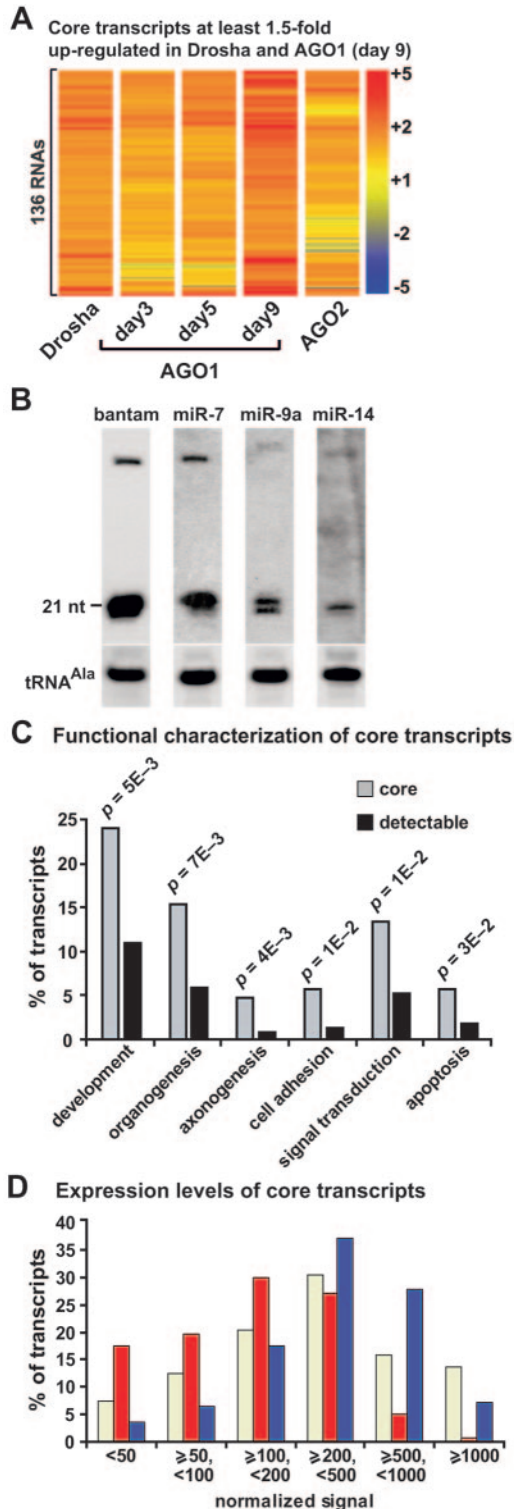 A
Core transcripts at least 1.5-fold
up-regulated in Drosha and AGO1 (day 9)
136 RNAs
+5
+2
+1
-2
-5
Drosha
day3
day5
day9
AGO2
AGO1
B
bantam miR-7 miR-9a miR-14
21 nt
tRNAAla
C Functional characterization of core transcripts
core
detectable
% of transcripts
25
20
15
10
5
0
p = 5E–3
p = 7E–3
p = 4E–3
p = 1E–2
p = 1E–2
p = 3E–2
development
organogenesis
axonogenesis
cell adhesion
signal transduction
apoptosis
D Expression levels of core transcripts
% of transcripts
40
35
30
25
20
15
10
5
0
<50
⩾50,
<100
⩾100,
<200
⩾200,
<500
⩾500,
<1000
⩾1000
normalized signal